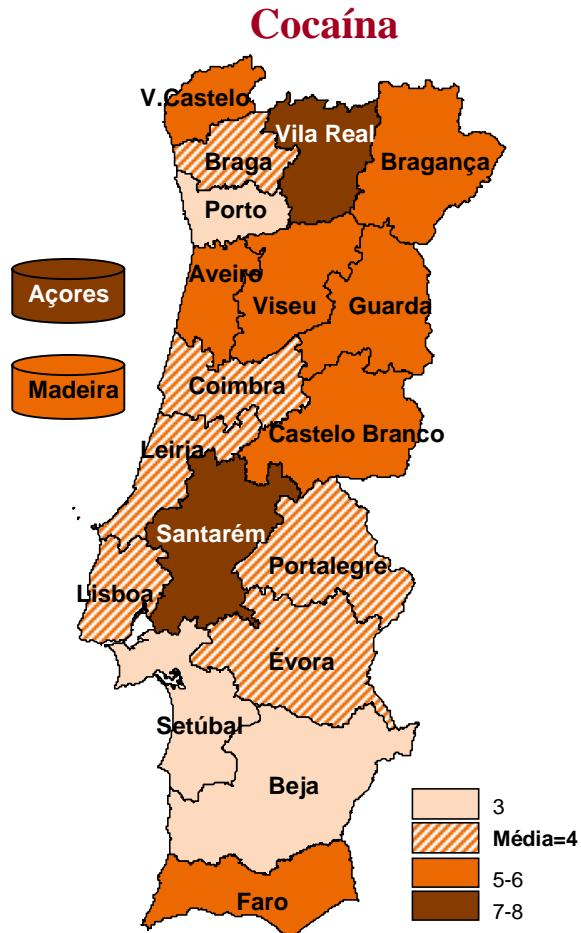 Cocaína
V.Castelo
Vila Real
Braga
Bragança
Porto
Aveiro
Açores
Viseu
Guarda
Madeira
Coimbra
Castelo Branco
Leiria
Santarém
Portalegre
Lisboa
Évora
Setúbal
Beja
3
Média=4
5-6
Faro
7-8